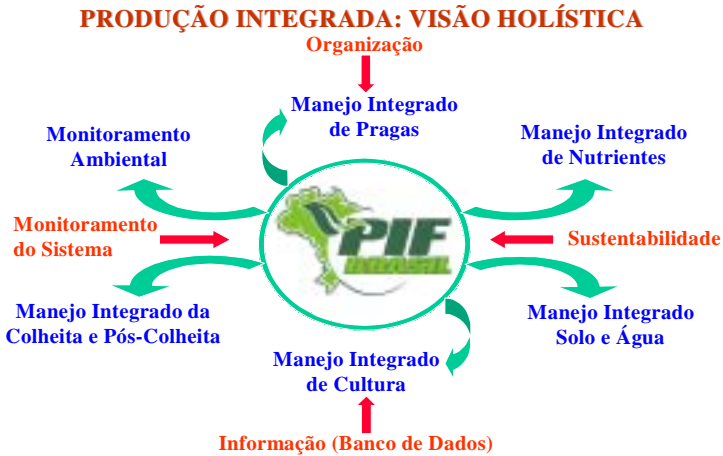 PRODUÇÃO INTEGRADA: VISÃO HOLÍSTICA
Organização
Manejo Integrado
de Pragas
Monitoramento
Ambiental
Manejo Integrado
de Nutrientes
Monitoramento
do Sistema
PIF
BRASIL
Sustentabilidade
Manejo Integrado da
Colheita e Pós-Colheita
Manejo Integrado
Solo e Água
Manejo Integrado
de Cultura
Informação (Banco de Dados)